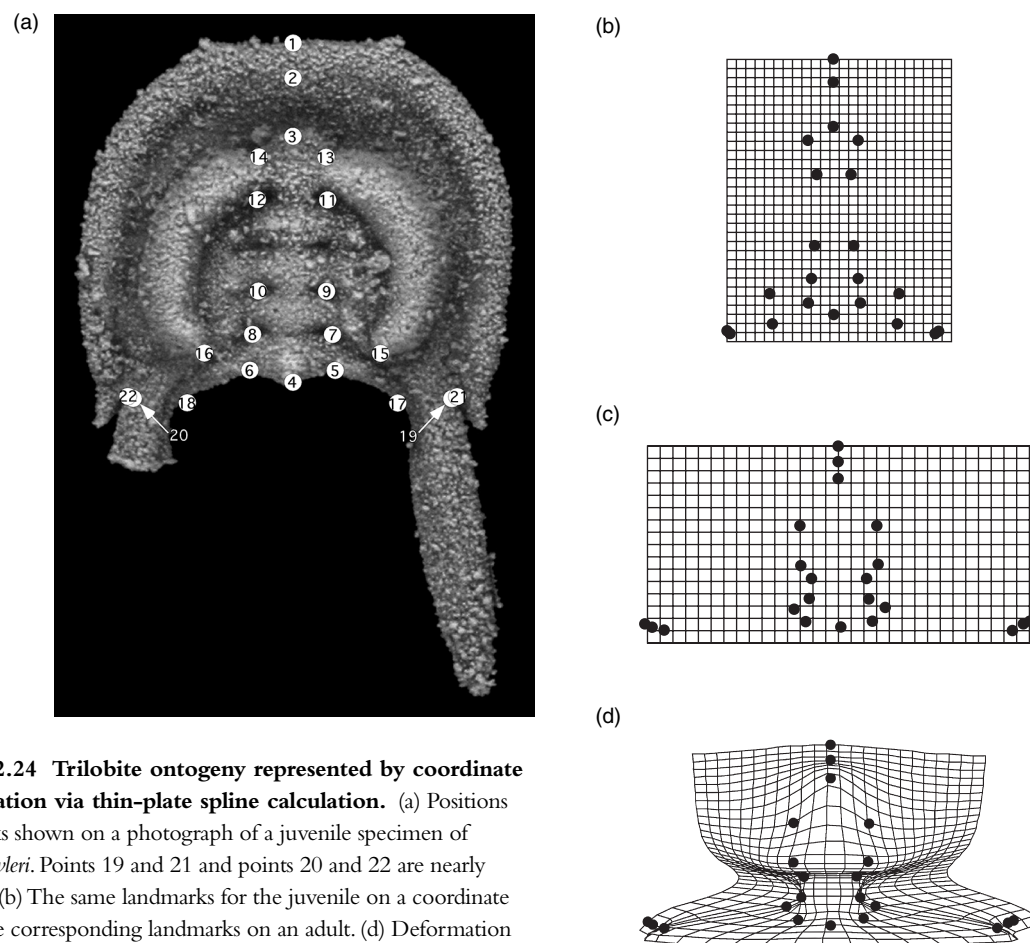 (a)
(b)
1
2
3
14
13
12
11
10
9
8
7
16
15
6
5
4
22
21
18
17
20
19
(c)
(d)
2.24 Trilobite ontogeny represented by coordinate
ation via thin-plate spline calculation. (a) Positions
ks shown on a photograph of a juvenile specimen of
yleri. Points 19 and 21 and points 20 and 22 are nearly
(b) The same landmarks for the juvenile on a coordinate
e corresponding landmarks on an adult. (d) Deformation